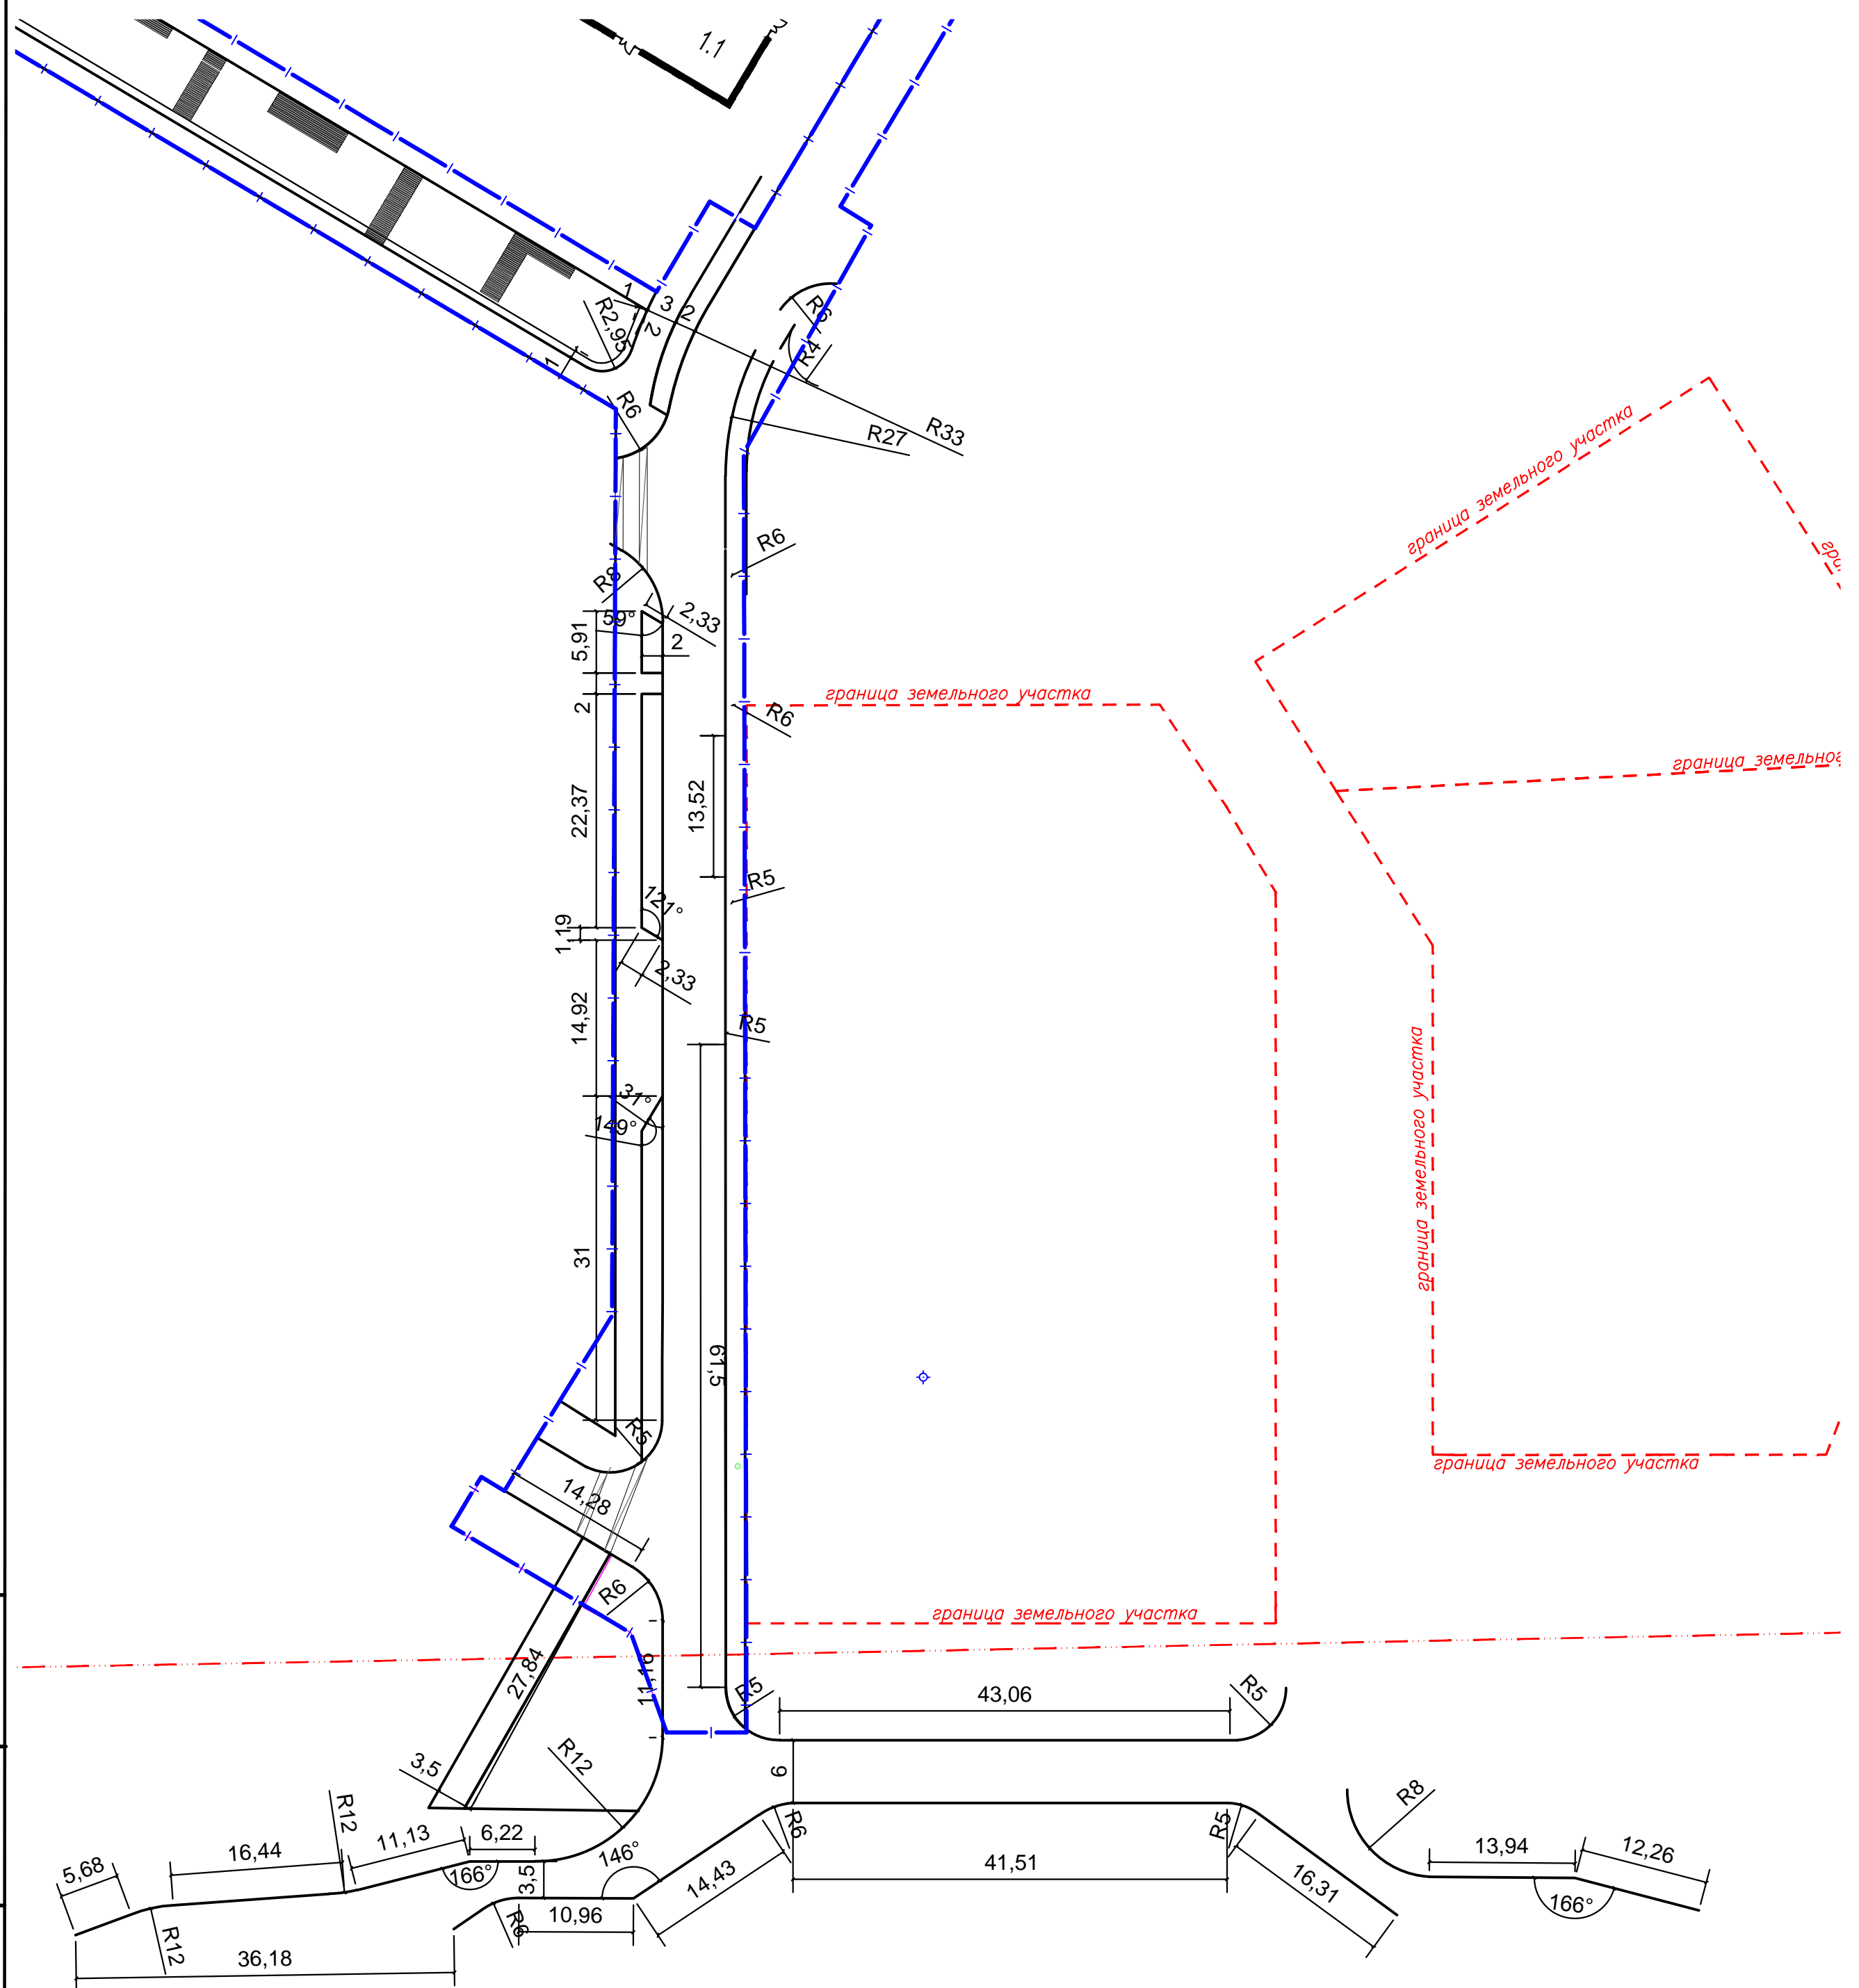 1.1
1
3
2
2
R2,95
1
R6
R4
R6
R27
R33
граница земельного участка
R6
R8
59°
2,33
5,91
2
2
граница земельного участка
R6
граница земельног
22,37
13,52
R5
121°
1,19
2,33
14,92
R5
граница земельного участка
31°
149°
31
61,5
R5
граница земельного участка
14,28
R6
граница земельного участка
27,84
11,16
R5
43,06
R5
R12
3,5
6
R12
R8
16,44
11,13
6,22
146°
R6
R5
13,94
12,26
5,68
166°
3,5
14,43
41,51
16,31
166°
R12
R6
10,96
36,18